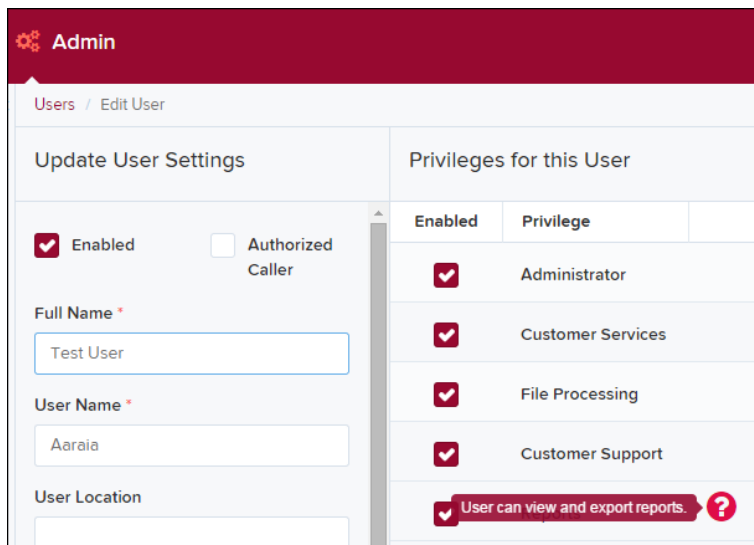 Admin
Users / Edit User
Update User Settings
Privileges for this User
Enabled
Authorized
Caller
Full Name *
Test User
User Name *
Aaraia
User Location
Enabled Privilege
Administrator
Customer Services
File Processing
Customer Support
Reports
User can view and export reports. ?